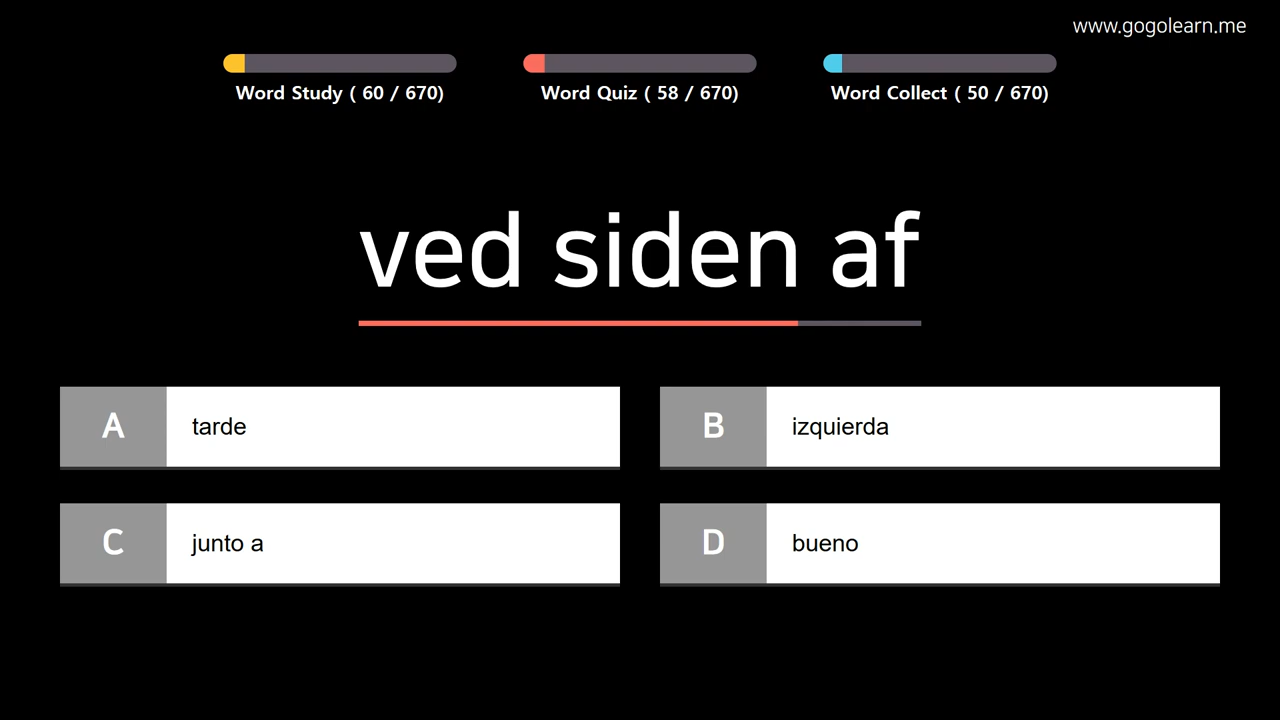 www.gogolearn.me
Word Study ( 60 / 670)
Word Quiz ( 58 / 670)
Word Collect ( 50 / 670)
ved siden af
A
tarde
B
izquierda
C
junto a
D
bueno